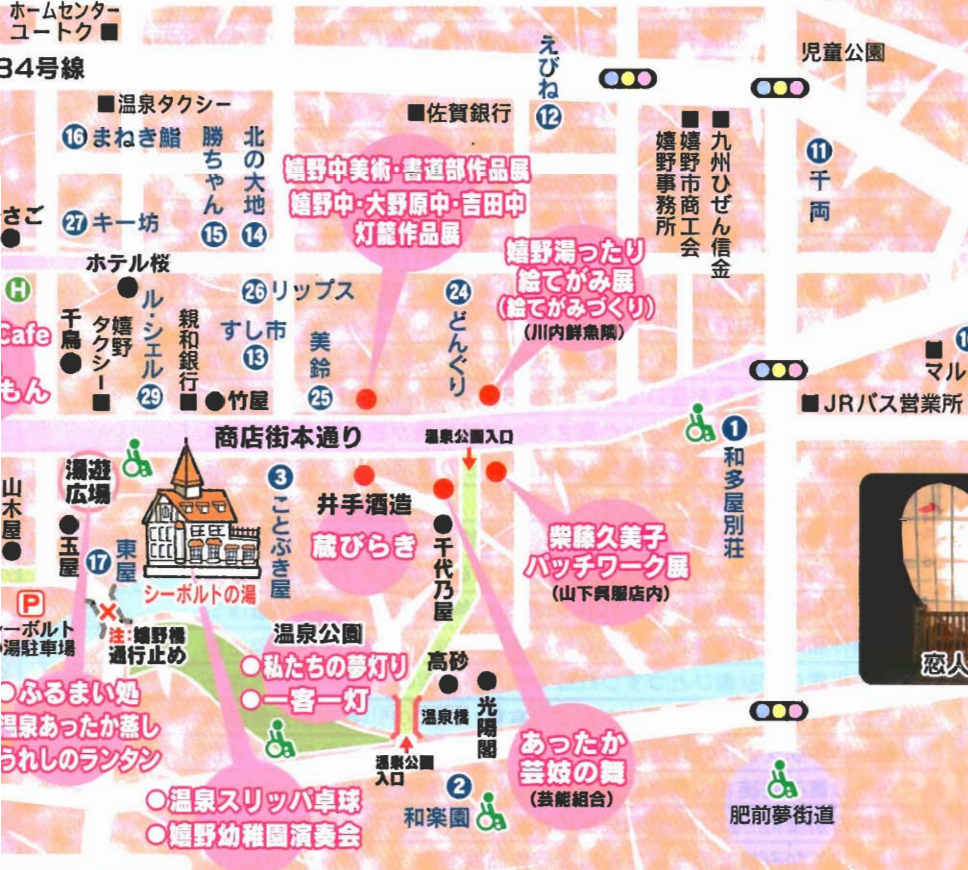 ホームセンター
ユートク
34号線
温泉タクシー
佐賀銀行
えびね
12
児童公園
16 まねき鮨
勝ちゃん
15
北の大地
14
嬉野中美術・書道部作品展
嬉野中・大野原中・吉田中
灯籠作品展
嬉野市商工会
嬉野事務所
九州ひぜん信金
11
千両
さご
27 キー坊
嬉野湯ったり
絵てがみ展
(絵てがみづくり)
(川内鮮魚隣)
ホテル桜
H
26 リップス
24
どんぐり
Cafe
もん
千鳥
嬉野
タクシー
ル・シェル
29
親和銀行
すし市
13
美鈴
25
竹屋
マル
JRバス営業所
商店街本通り
温泉公園入口
1
和多屋別荘
湯遊
広場
山水屋
玉屋
17
東屋
シーボルトの湯
3
ことぶき屋
井手酒造
蔵びらき
千代乃屋
柴藤久美子
パッチワーク展
(山下呉服店内)
P
ーボルト
湯駐車場
注:嬉野橋
通行止め
温泉公園
●私たちの夢灯り
●一客一灯
高砂
温泉橋
光陽閣
恋人
●ふるまい処
温泉あったか蒸し
うれしのランタン
温泉公園
入口
あったか
芸妓の舞
(芸能組合)
●温泉スリッパ卓球
●嬉野幼稚園演奏会
2
和楽園
肥前夢街道